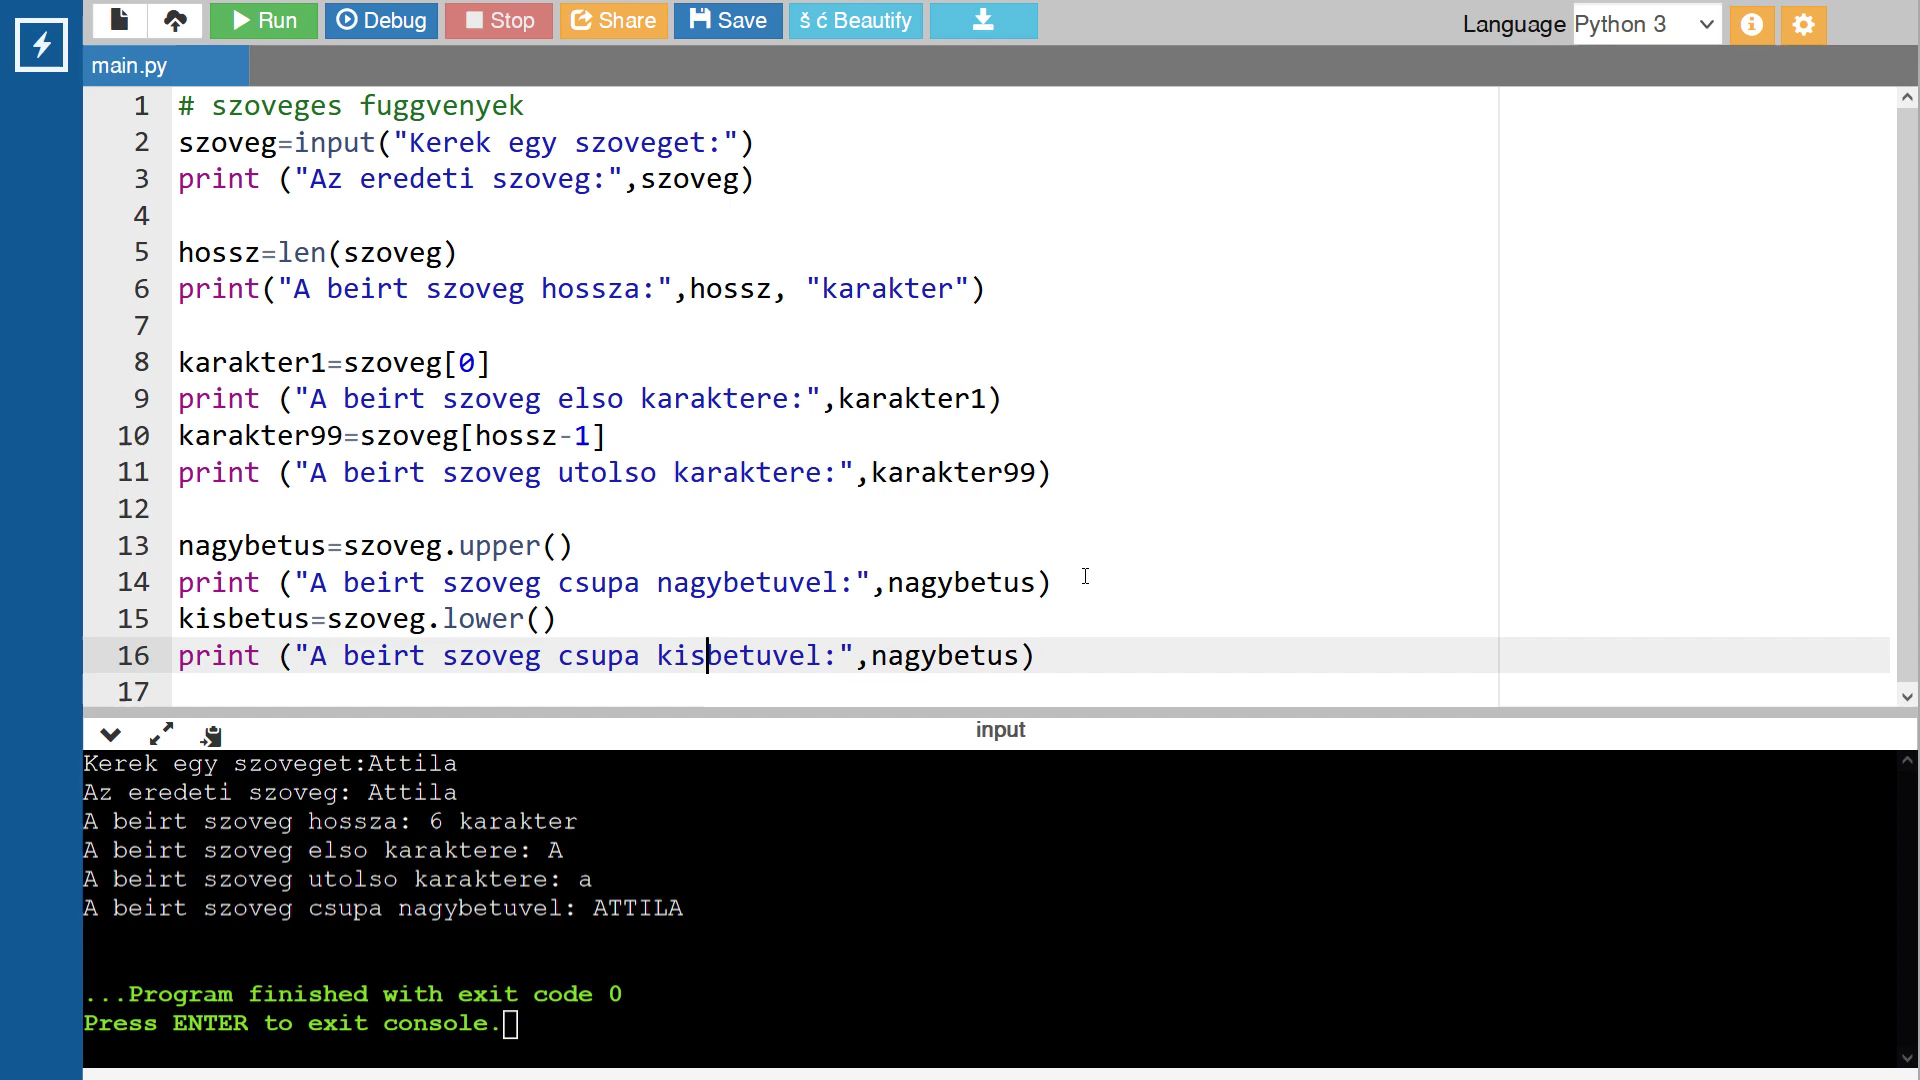 Run Debug Stop Share Save Beautify Language Python 3
main.py
1 # szoveges fuggvenyek
2 szoveg=input("Kerek egy szoveget:")
3 print ("Az eredeti szoveg:",szoveg)
4
5 hossz=len(szoveg)
6 print("A beirt szoveg hossza:",hossz, "karakter")
7
8 karakter1=szoveg[0]
9 print ("A beirt szoveg elso karaktere:",karakter1)
10 karakter99=szoveg[hossz-1]
11 print ("A beirt szoveg utolso karaktere:",karakter99)
12
13 nagybetus=szoveg.upper()
14 print ("A beirt szoveg csupa nagybetuvel:",nagybetus)
15 kisbetus=szoveg.lower()
16 print ("A beirt szoveg csupa kisbetuvel:",nagybetus)
17
input
Kerek egy szoveget:Attila
Az eredeti szoveg: Attila
A beirt szoveg hossza: 6 karakter
A beirt szoveg elso karaktere: A
A beirt szoveg utolso karaktere: a
A beirt szoveg csupa nagybetuvel: ATTILA
...Program finished with exit code 0
Press ENTER to exit console.